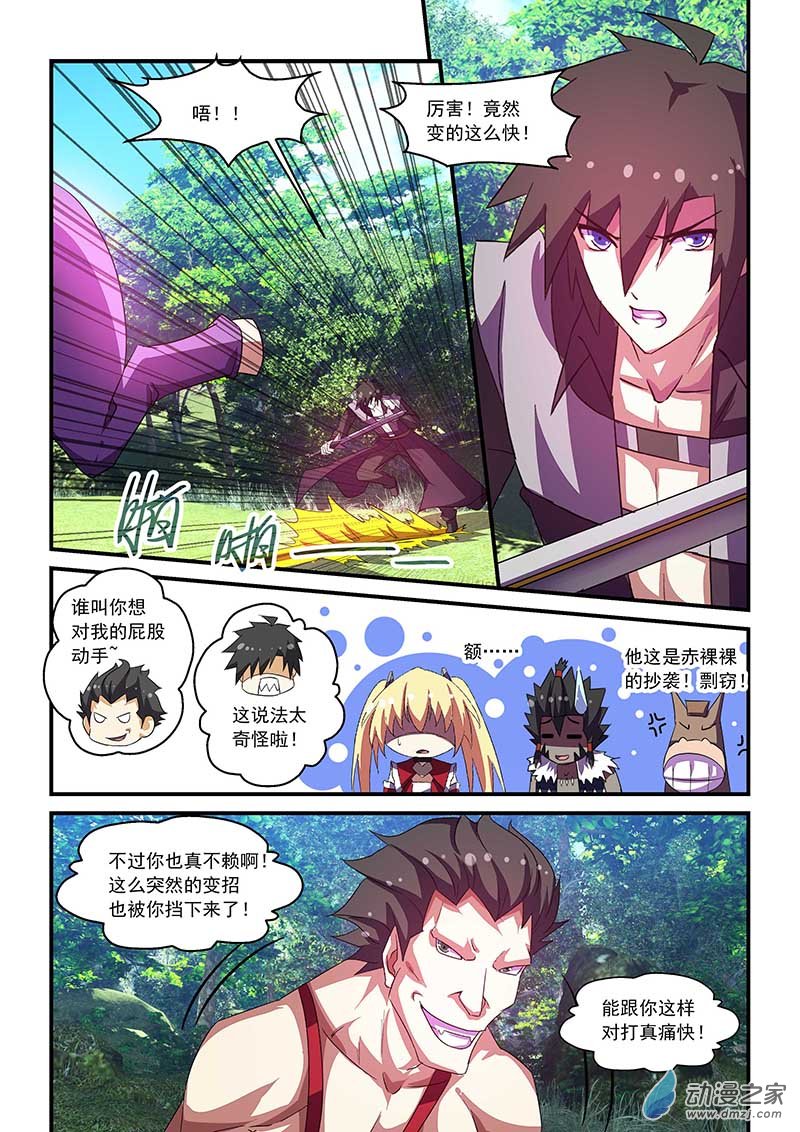 唔！！
厉害！竟然
变的这么快！
啪
啪
谁叫你想
对我的屁股
动手~
这说法太
奇怪啦！
额……
他这是赤裸裸
的抄袭！剽窃！
不过你也真不赖啊！
这么突然的变招
也被你挡下来了！
能跟你这样
对打真痛快！
动漫之家
www.dmzj.com